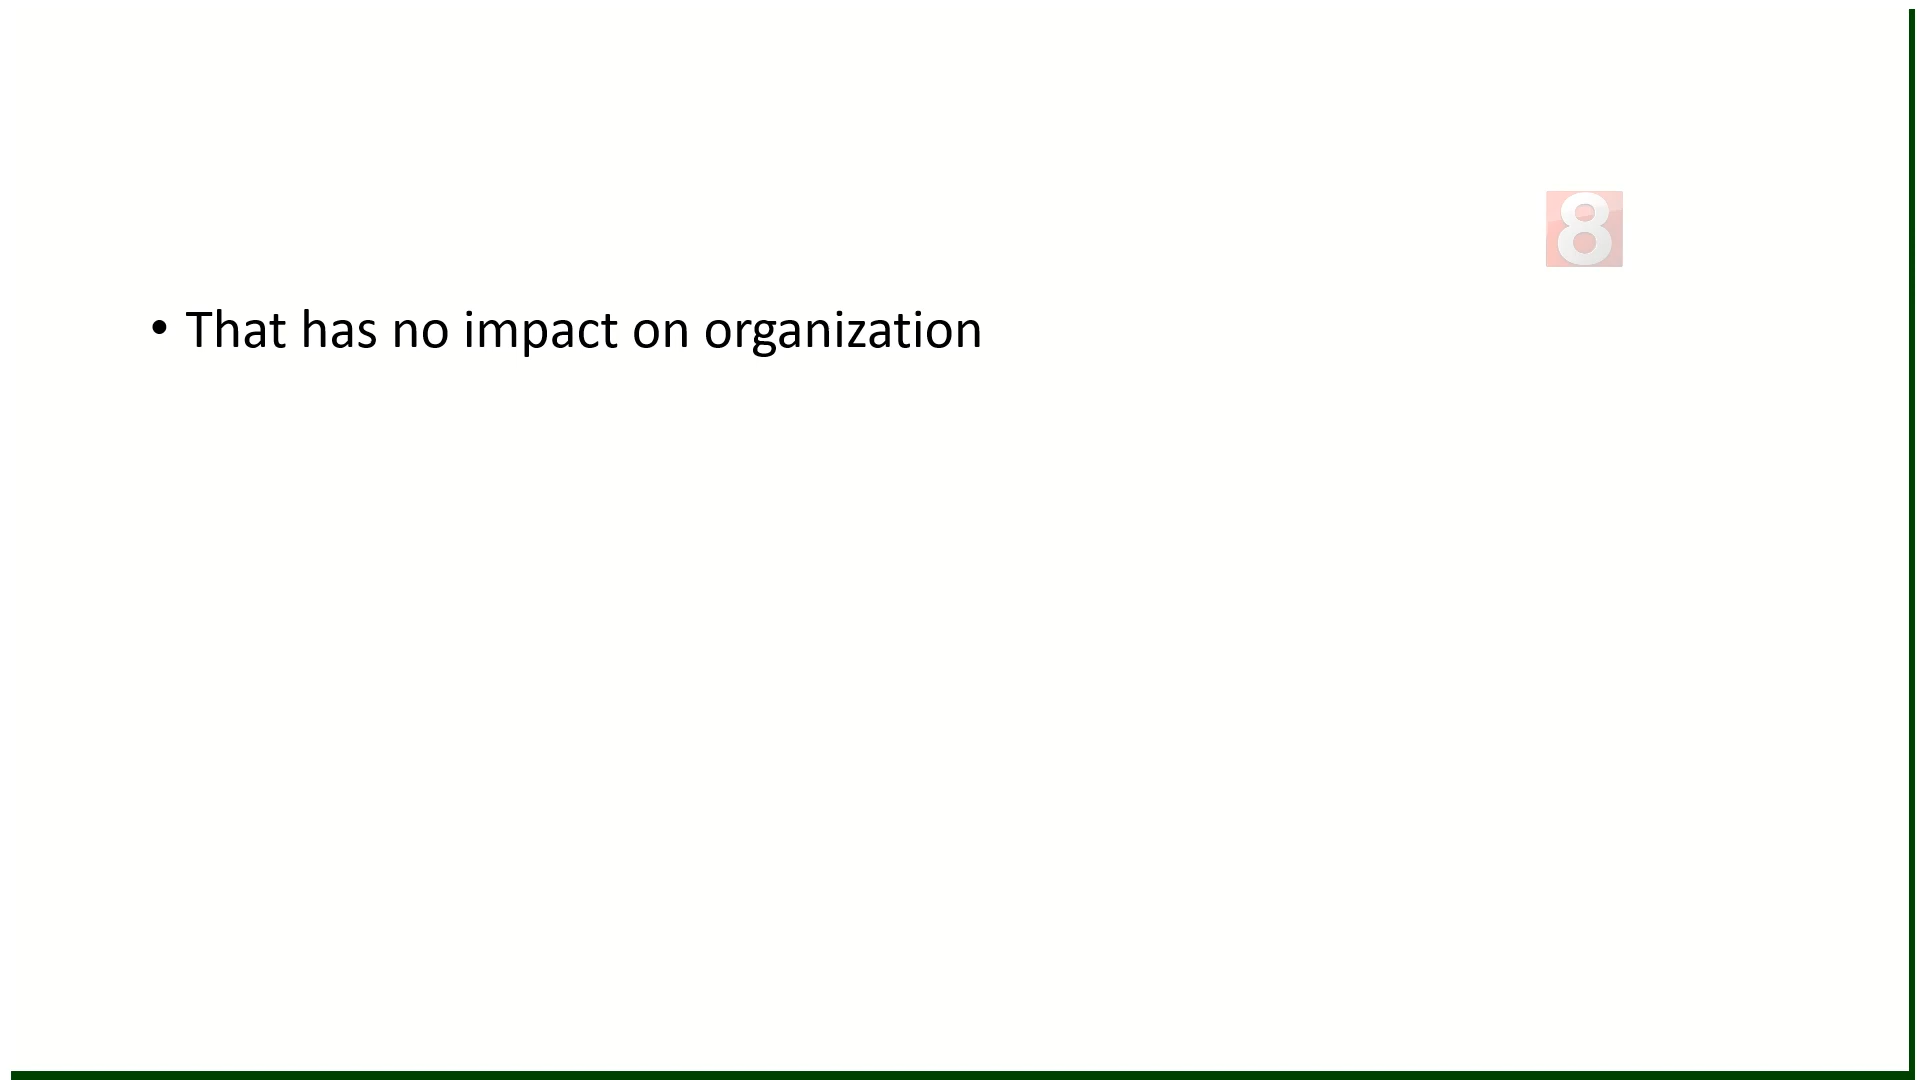 8
• That has no impact on organization